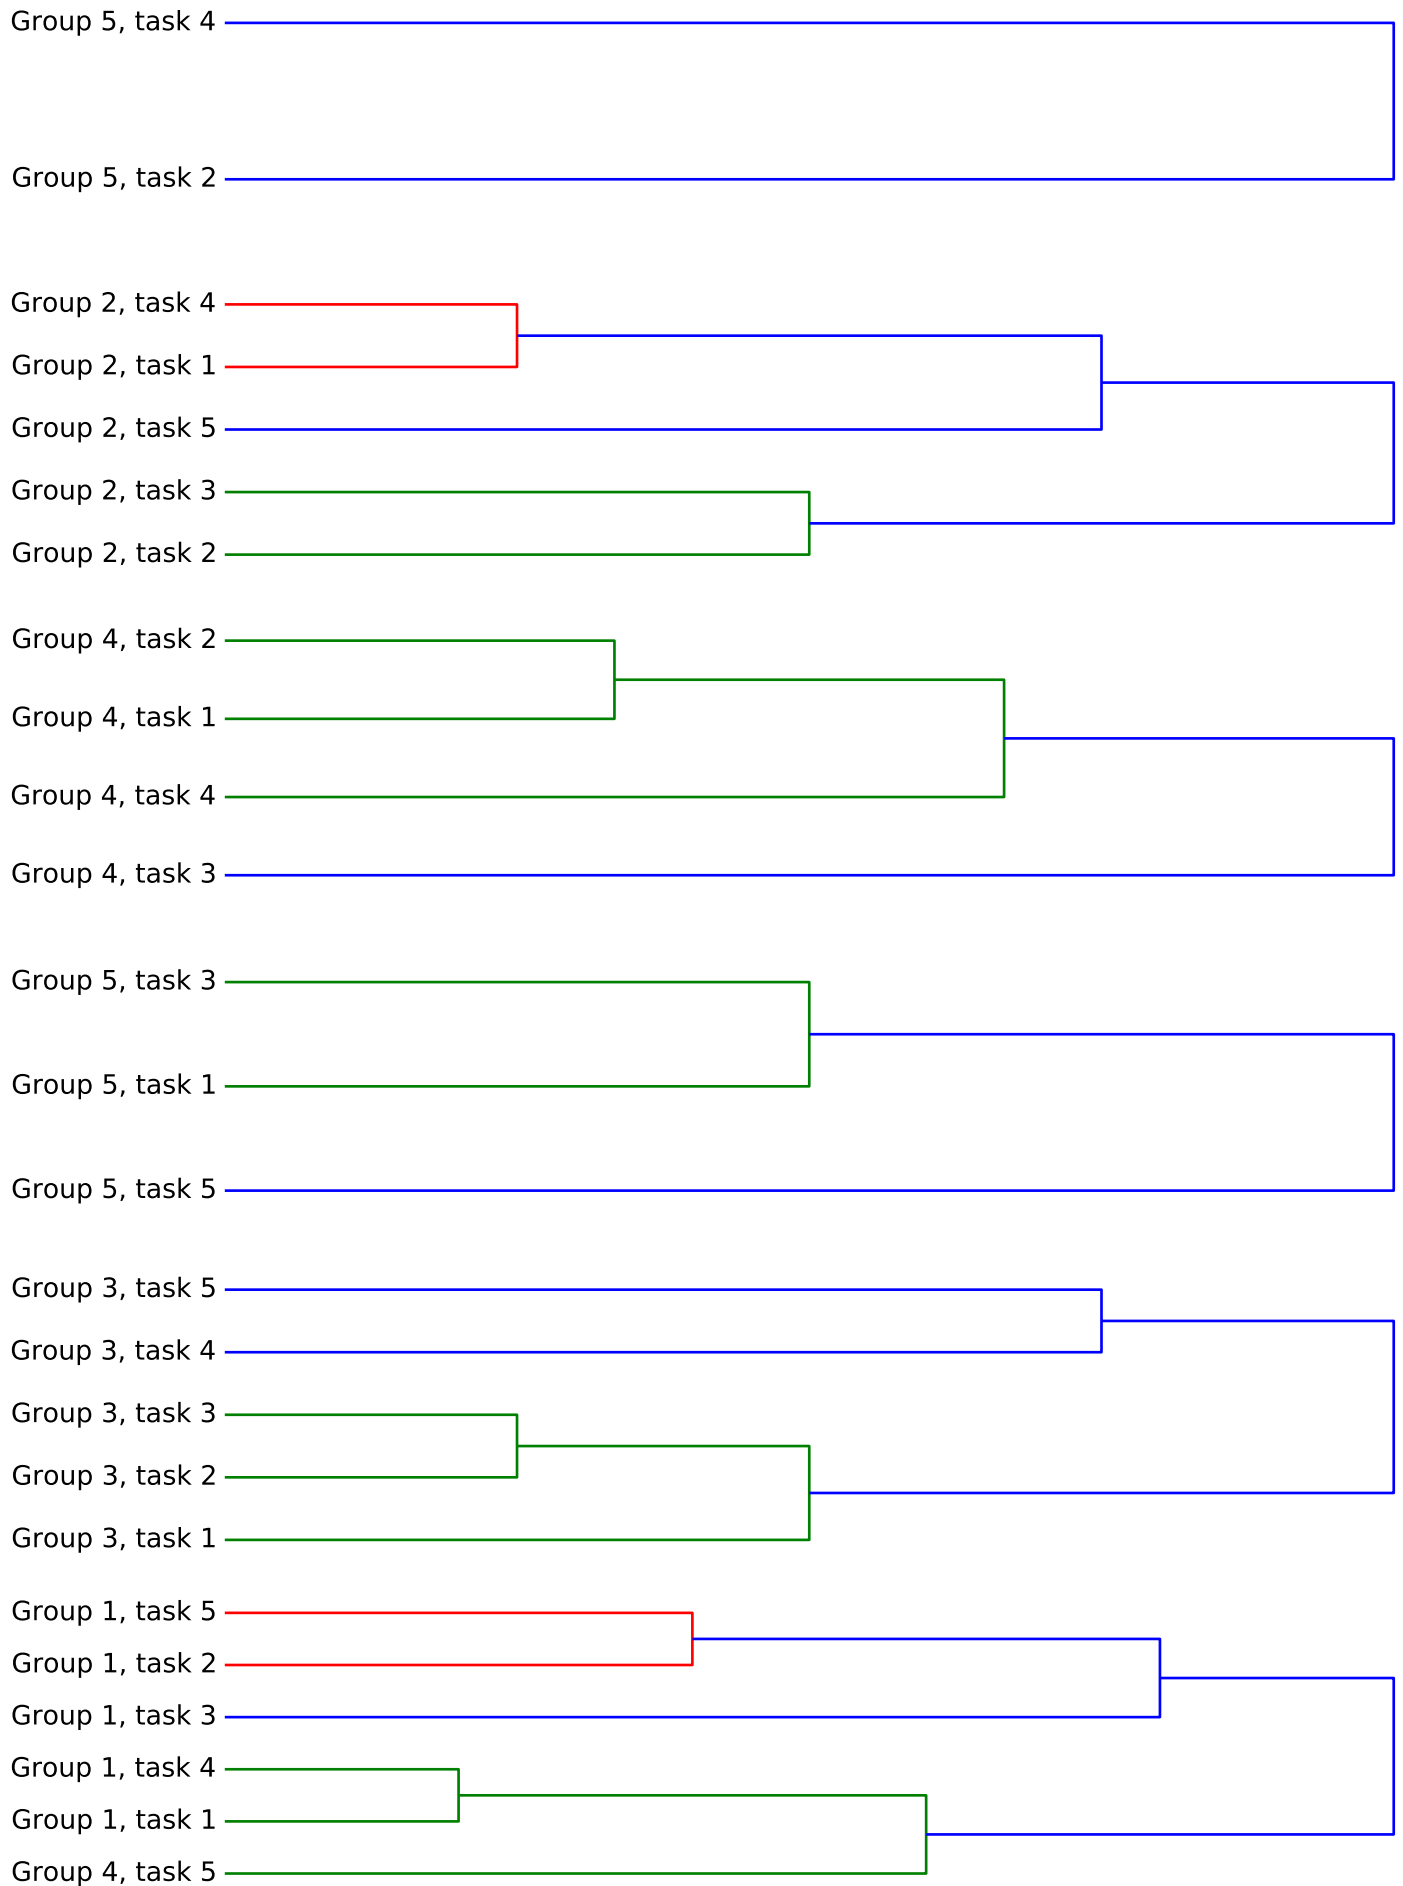 Group 5, task 4
Group 5, task 2
Group 2, task 4
Group 2, task 1
Group 2, task 5
Group 2, task 3
Group 2, task 2
Group 4, task 2
Group 4, task 1
Group 4, task 4
Group 4, task 3
Group 5, task 3
Group 5, task 1
Group 5, task 5
Group 3, task 5
Group 3, task 4
Group 3, task 3
Group 3, task 2
Group 3, task 1
Group 1, task 5
Group 1, task 2
Group 1, task 3
Group 1, task 4
Group 1, task 1
Group 4, task 5